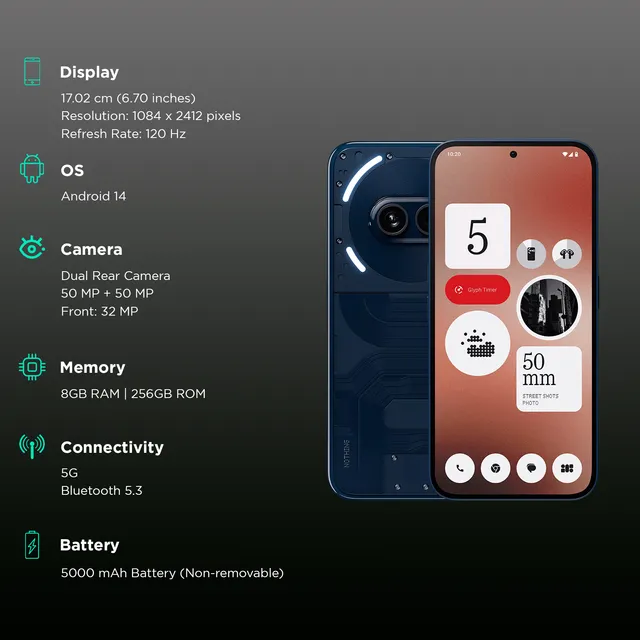 Display
17.02 cm (6.70 inches)
Resolution: 1084 x 2412 pixels
Refresh Rate: 120 Hz
OS
Android 14
Camera
Dual Rear Camera
50 MP + 50 MP
Front: 32 MP
Memory
8GB RAM | 256GB ROM
Connectivity
5G
Bluetooth 5.3
Battery
5000 mAh Battery (Non-removable)
NOTHING
10:20
5
Glyph Timer
50
mm
STREET SHOTS
PHOTO